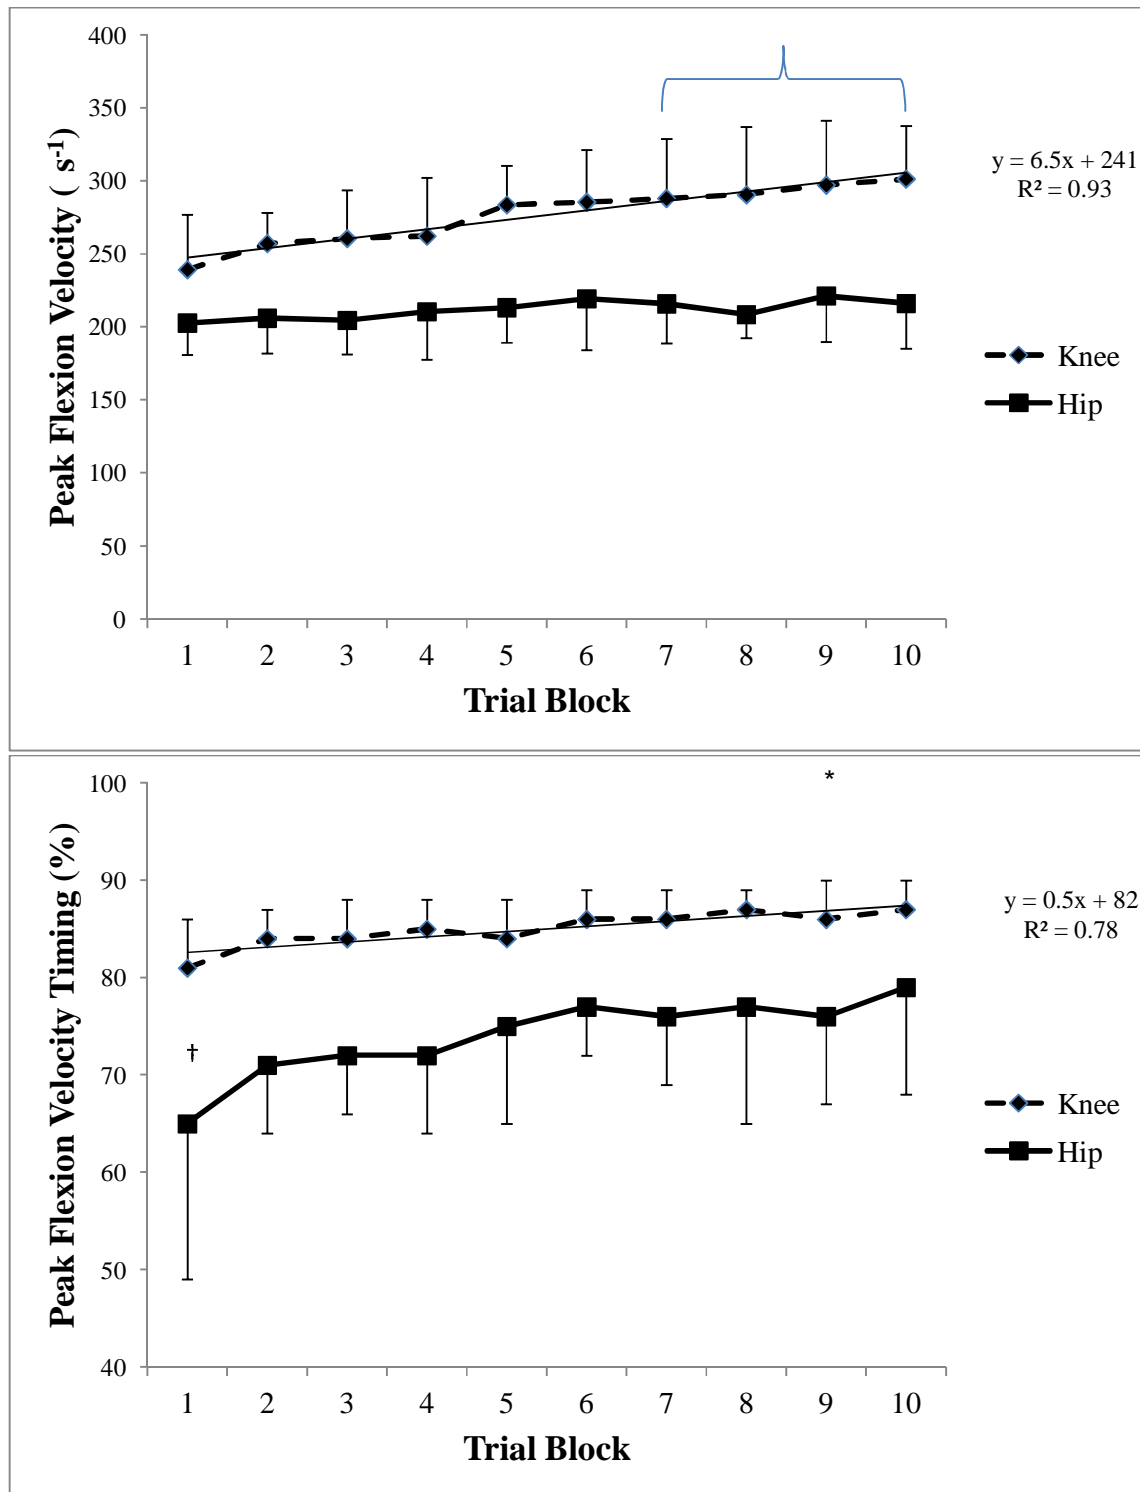 400
350
300
250
200
150
100
50
0
Peak Flexion Velocity ( s-1)
1 2 3 4 5 6 7 8 9 10
Trial Block
y = 6.5x + 241
R² = 0.93
Knee
Hip
100
90
80
70
60
50
40
Peak Flexion Velocity Timing (%)
*
†
1 2 3 4 5 6 7 8 9 10
Trial Block
y = 0.5x + 82
R² = 0.78
Knee
Hip